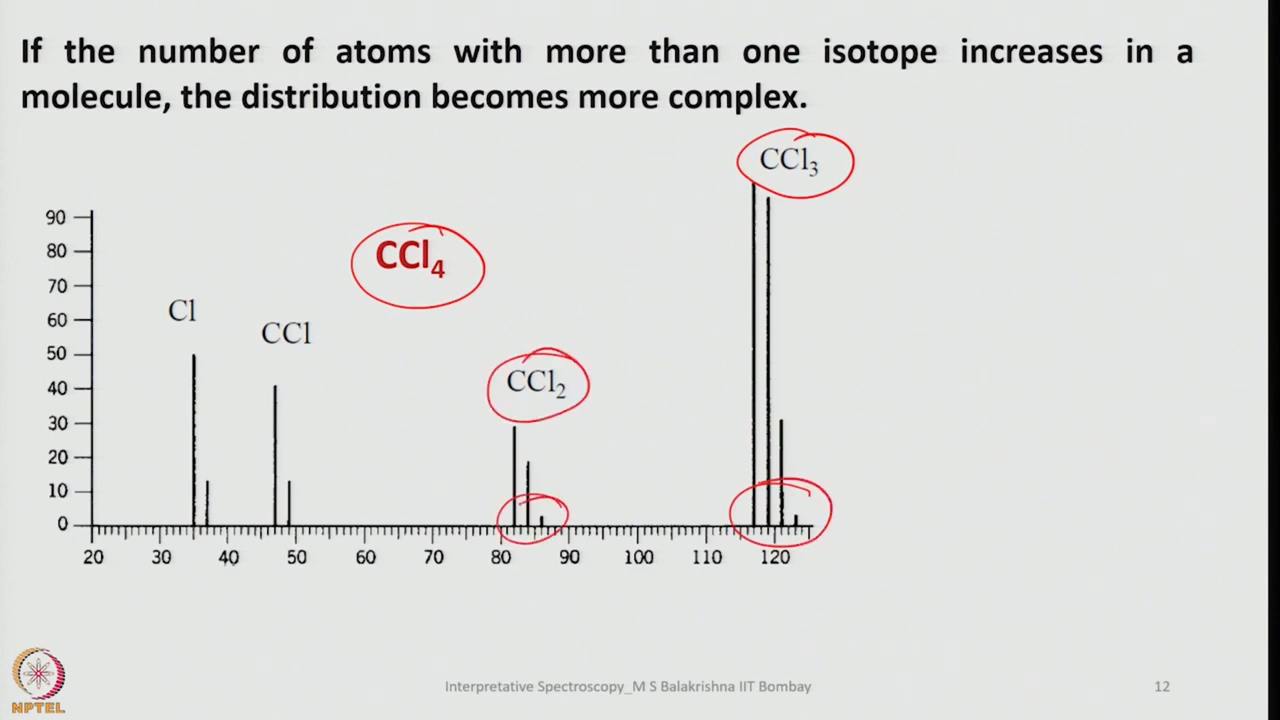 If the number of atoms with more than one isotope increases in a
molecule, the distribution becomes more complex.
CCl₃
90
80
CCl₄
70
Cl
60
CCl
50
CCl₂
40
30
20
10
0
20 30 40 50 60 70 80 90 100 110 120
NPTEL
Interpretative Spectroscopy_M S Balakrishna IIT Bombay
12